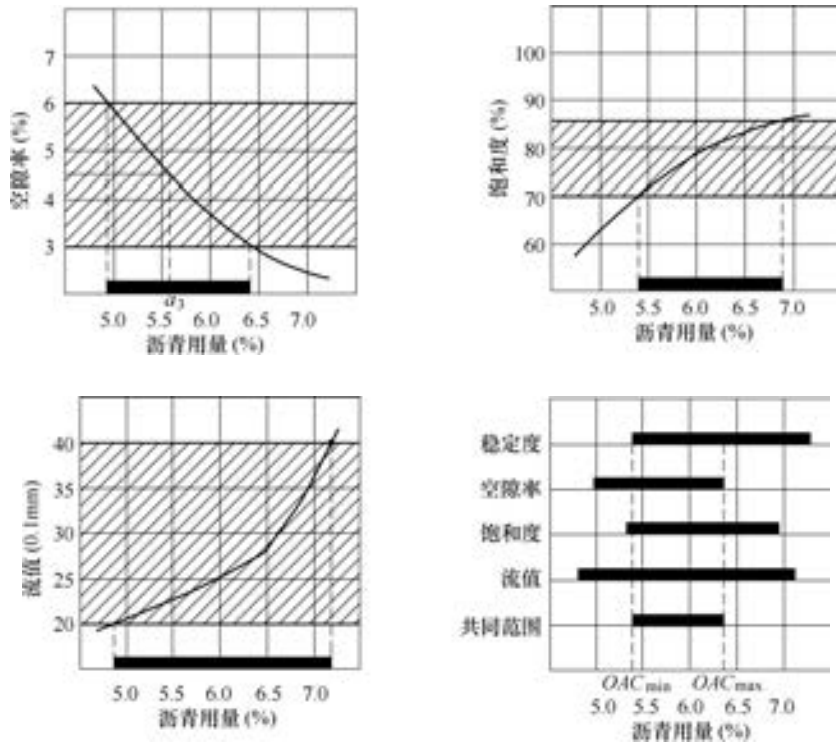 空隙率 (%)
7
6
5
4
3
a3
5.0 5.5 6.0 6.5 7.0
沥青用量 (%)
饱和度 (%)
100
90
80
70
60
5.0 5.5 6.0 6.5 7.0
沥青用量 (%)
流值 (0.1mm)
40
35
30
25
20
15
5.0 5.5 6.0 6.5 7.0
沥青用量 (%)
稳定度
空隙率
饱和度
流值
共同范围
OACmin OACmax
5.0 5.5 6.0 6.5 7.0
沥青用量 (%)